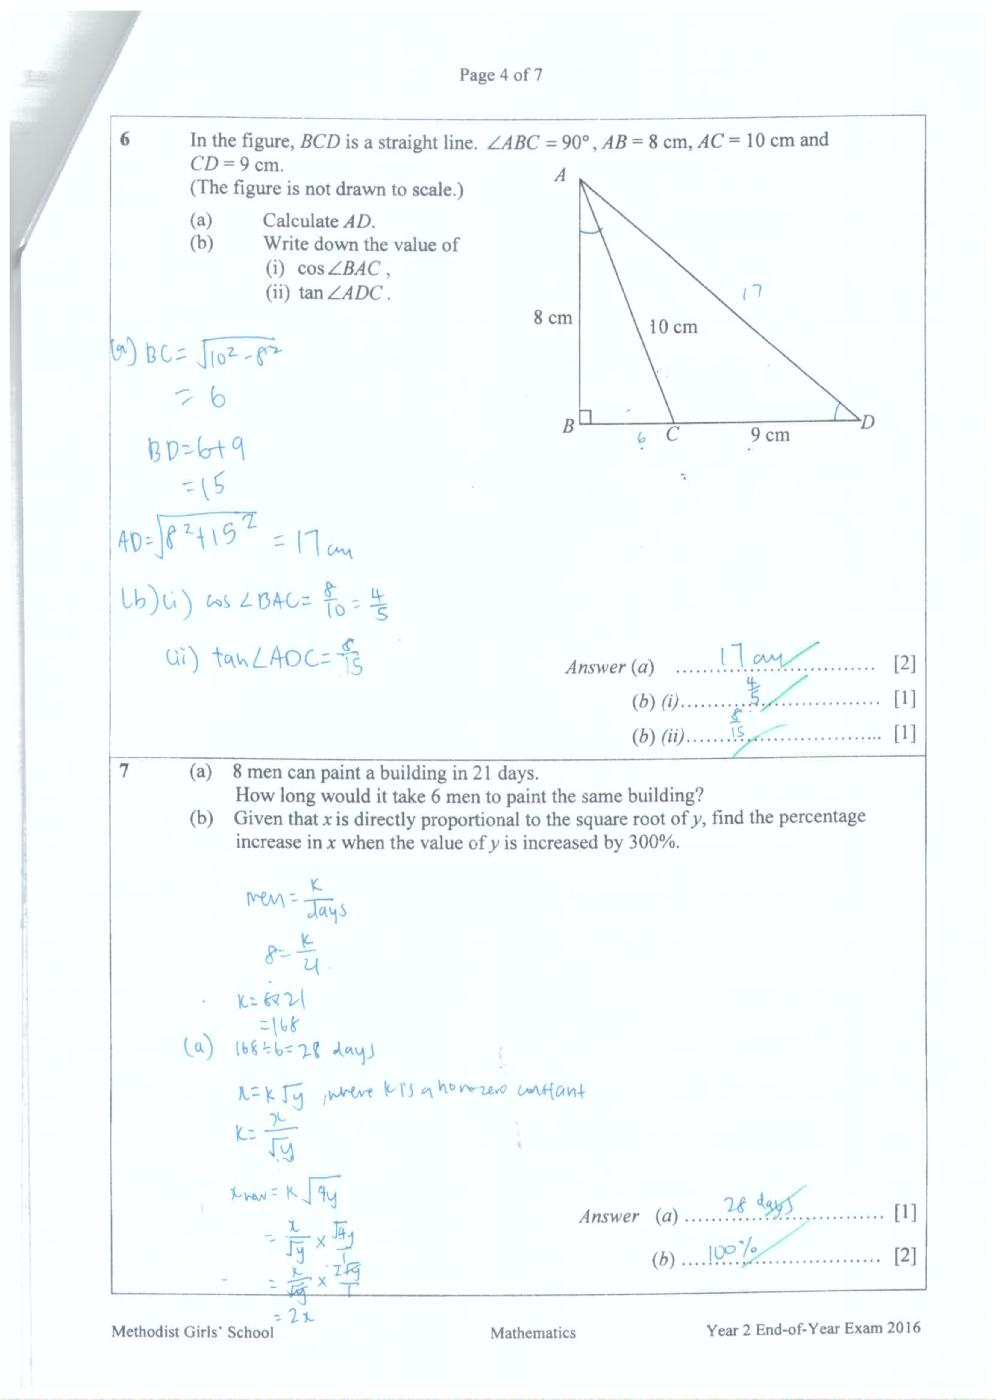 Page 4 of 7
6 In the figure, BCD is a straight line. ∠ABC = 90°, AB = 8 cm, AC = 10 cm and
CD = 9 cm.
(The figure is not drawn to scale.)
(a) Calculate AD.
(b) Write down the value of
(i) cos∠BAC,
(ii) tan∠ADC.
A
17
8 cm
10 cm
B
6
C
9 cm
D
(a) BC = √10² - 8²
= 6
BD = 6+9
= 15
AD = √8²+15² = 17 cm
(b)(i) cos∠BAC = 8/10 = 4/5
(ii) tan∠ADC = 8/15
Answer (a) 17 cm [2]
(b) (i) 4/5 [1]
(b) (ii) 8/15 [1]
7 (a) 8 men can paint a building in 21 days.
How long would it take 6 men to paint the same building?
(b) Given that x is directly proportional to the square root of y, find the percentage
increase in x when the value of y is increased by 300%.
men = k/days
8 = k/21
k = 8×21
= 168
(a) 168÷6 = 28 days
x = k√y, where k is a nonzero constant
k = x/√y
x new = k√4y
= x/√y × √4y/1
= x/√y × 2√y/1
= 2x
Answer (a) 28 days [1]
(b) 100% [2]
Methodist Girls' School Mathematics Year 2 End-of-Year Exam 2016